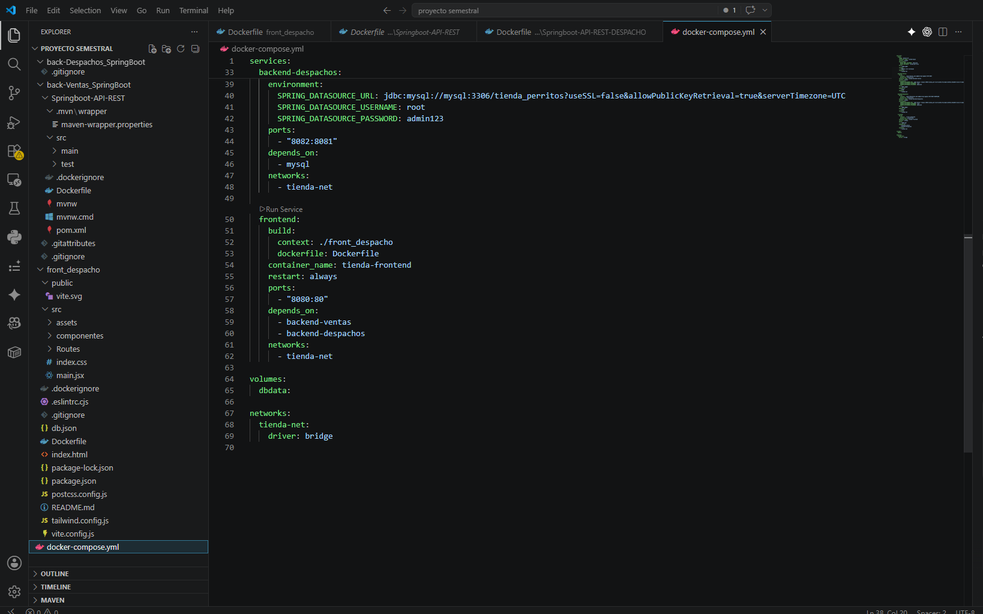 File Edit Selection View Go Run Terminal Help
proyecto semestral
1
EXPLORER
PROYECTO SEMESTRAL
back-Despachos_SpringBoot
.gitignore
back-Ventas_SpringBoot
Springboot-API-REST
.mvn\wrapper
maven-wrapper.properties
src
main
test
.dockerignore
Dockerfile
mvnw
mvnw.cmd
pom.xml
.gitattributes
.gitignore
front_despacho
public
vite.svg
src
assets
componentes
Routes
index.css
main.jsx
.dockerignore
.eslintrc.cjs
.gitignore
db.json
Dockerfile
index.html
package-lock.json
package.json
postcss.config.js
README.md
tailwind.config.js
vite.config.js
docker-compose.yml
OUTLINE
TIMELINE
MAVEN
Dockerfile front_despacho
Dockerfile ...\Springboot-API-REST
Dockerfile ...\Springboot-API-REST-DESPACHO
docker-compose.yml
docker-compose.yml
1 services:
33 backend-despachos:
39 environment:
40 SPRING_DATASOURCE_URL: jdbc:mysql://mysql:3306/tienda_perritos?useSSL=false&allowPublicKeyRetrieval=true&serverTimezone=UTC
41 SPRING_DATASOURCE_USERNAME: root
42 SPRING_DATASOURCE_PASSWORD: admin123
43 ports:
44 - "8082:8081"
45 depends_on:
46 - mysql
47 networks:
48 - tienda-net
49
Run Service
50 frontend:
51 build:
52 context: ./front_despacho
53 dockerfile: Dockerfile
54 container_name: tienda-frontend
55 restart: always
56 ports:
57 - "8080:80"
58 depends_on:
59 - backend-ventas
60 - backend-despachos
61 networks:
62 - tienda-net
63
64 volumes:
65 dbdata:
66
67 networks:
68 tienda-net:
69 driver: bridge
70